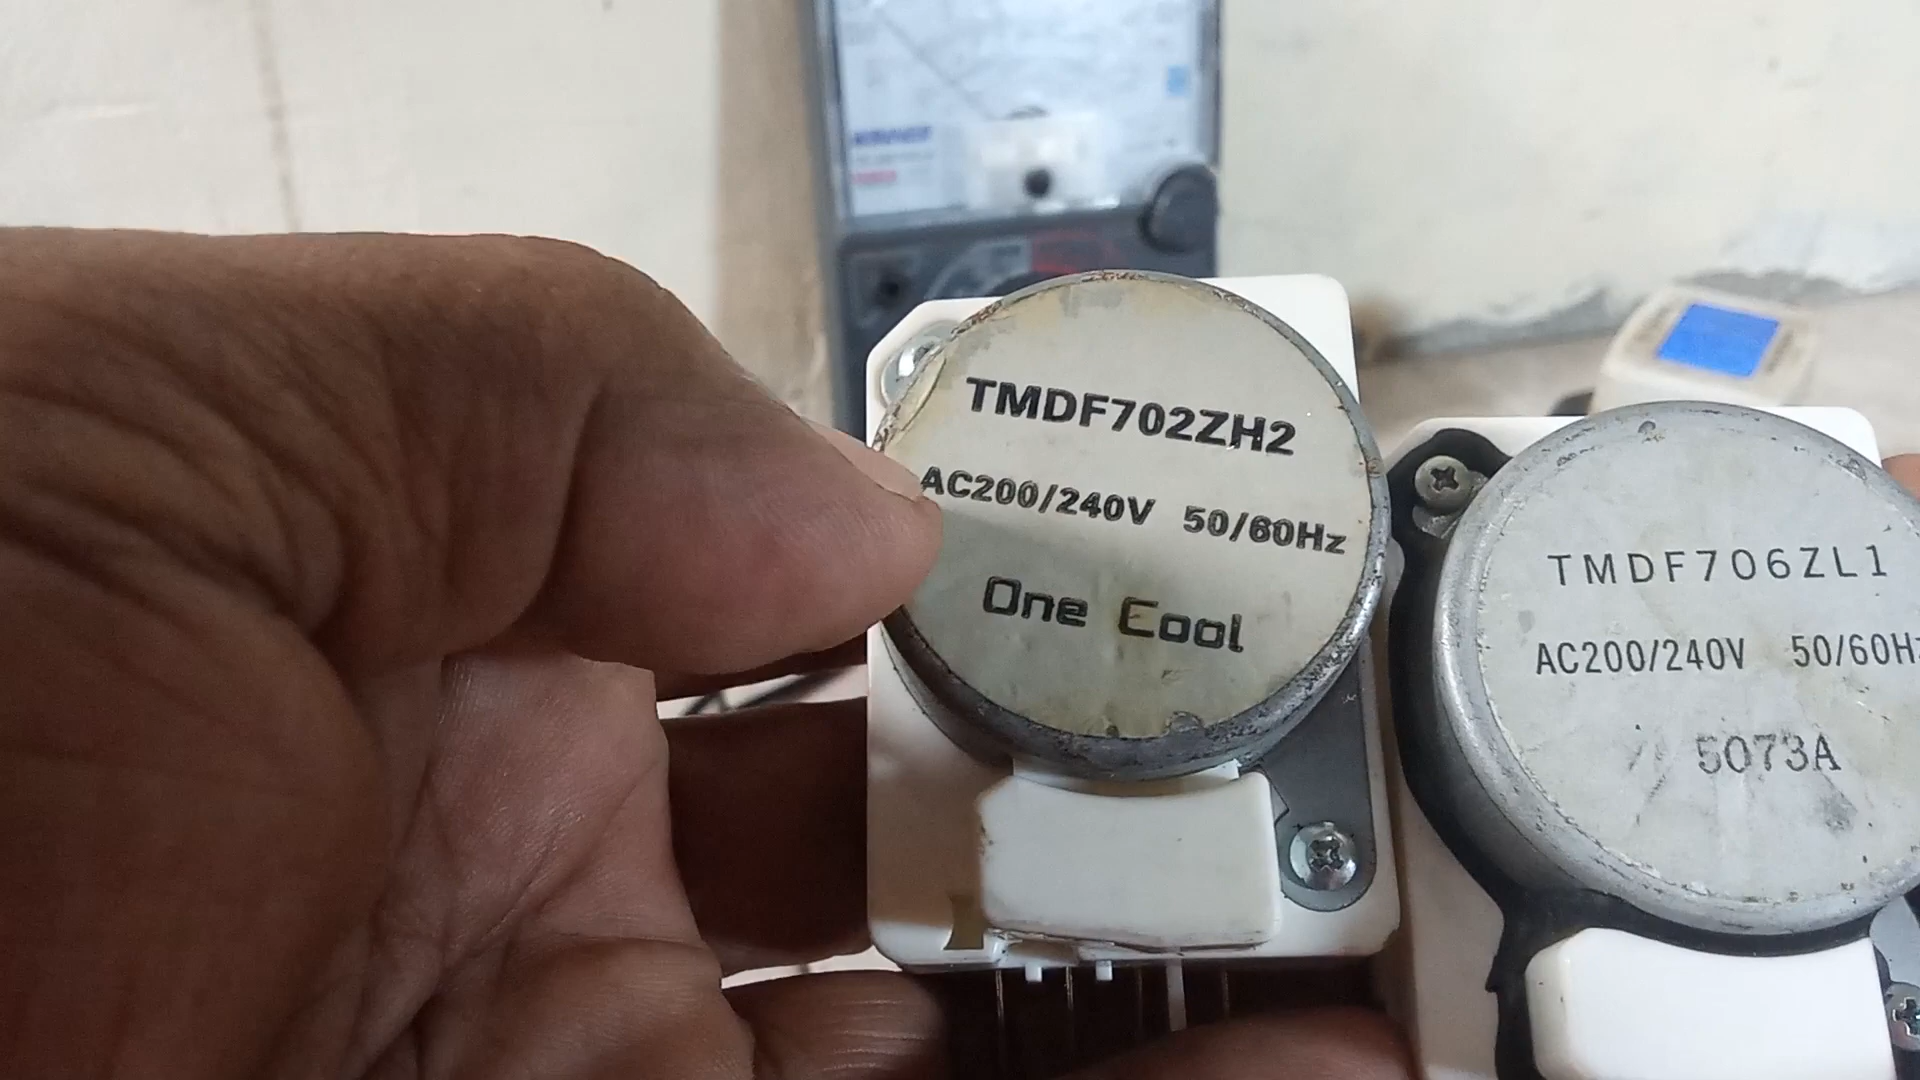 TMDF702ZH2
AC200/240V 50/60Hz
One Cool
TMDF706ZL1
AC200/240V 50/60Hz
5073A